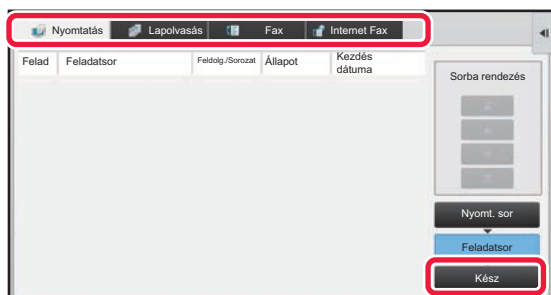 Nyomtatás Lapolvasás Fax Internet Fax
Felad Feladatsor Feldolg./Sorozat Állapot Kezdés
dátuma
Sorba rendezés
Nyomt. sor
Feladatsor
Kész